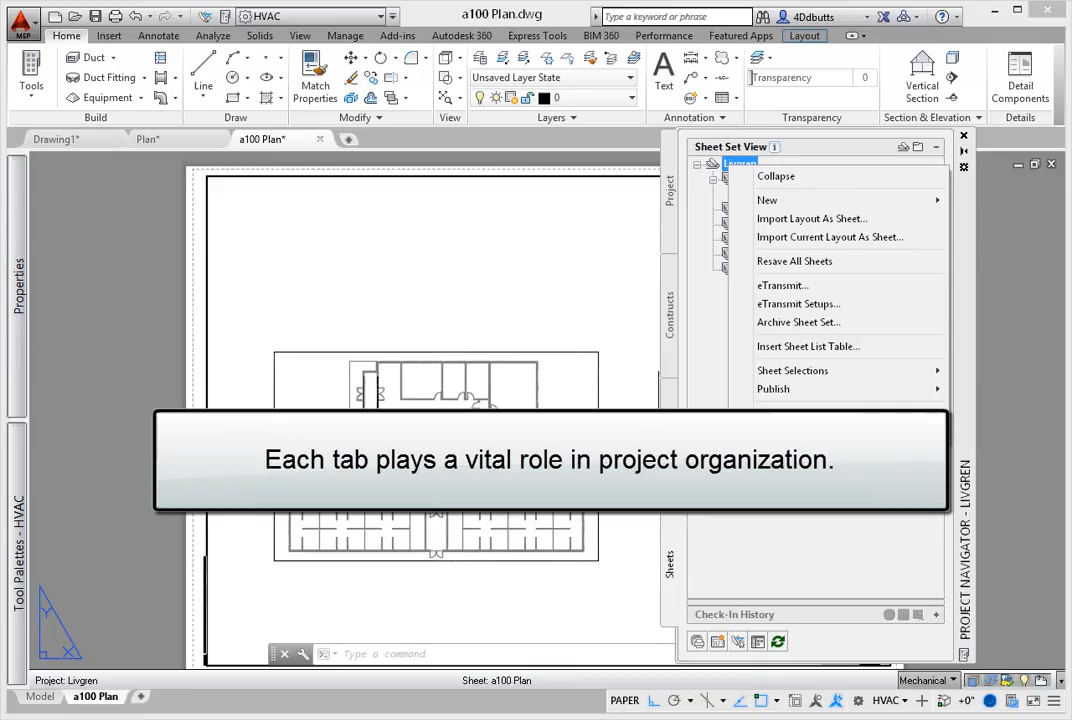 HVAC
a100 Plan.dwg
Type a keyword or phrase
4Ddbutts
MEP
Home Insert Annotate Analyze Solids View Manage Add-ins Autodesk 360 Express Tools BIM 360 Performance Featured Apps Layout
Tools
Duct
Duct Fitting
Equipment
Build
Line
Draw
Match
Properties
Modify
View
Unsaved Layer State
0
Layers
Text
Annotation
Transparency 0
Transparency
Vertical
Section
Section & Elevation
Detail
Components
Details
Drawing1* Plan* a100 Plan*
Sheet Set View
Livgren
Collapse
New
Import Layout As Sheet...
Import Current Layout As Sheet...
Resave All Sheets
eTransmit...
eTransmit Setups...
Archive Sheet Set...
Insert Sheet List Table...
Sheet Selections
Publish
Project
Constructs
Sheets
Properties
Tool Palettes - HVAC
PROJECT NAVIGATOR - LIVGREN
Each tab plays a vital role in project organization.
Check-In History
Y
X
Type a command
Project: Livgren Sheet: a100 Plan Mechanical
Model a100 Plan
PAPER HVAC +0"